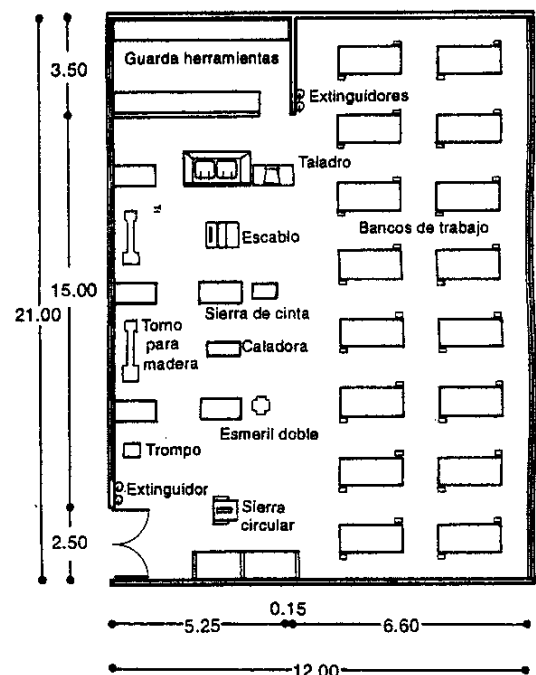 3.50
Guarda herramientas
Extinguidores
Taladro
Escablo
Bancos de trabajo
15.00
21.00
Sierra de cinta
Torno
para
madera
Caladora
Esmeril doble
Trompo
Extinguidor
Sierra
circular
2.50
0.15
5.25
6.60
12.00